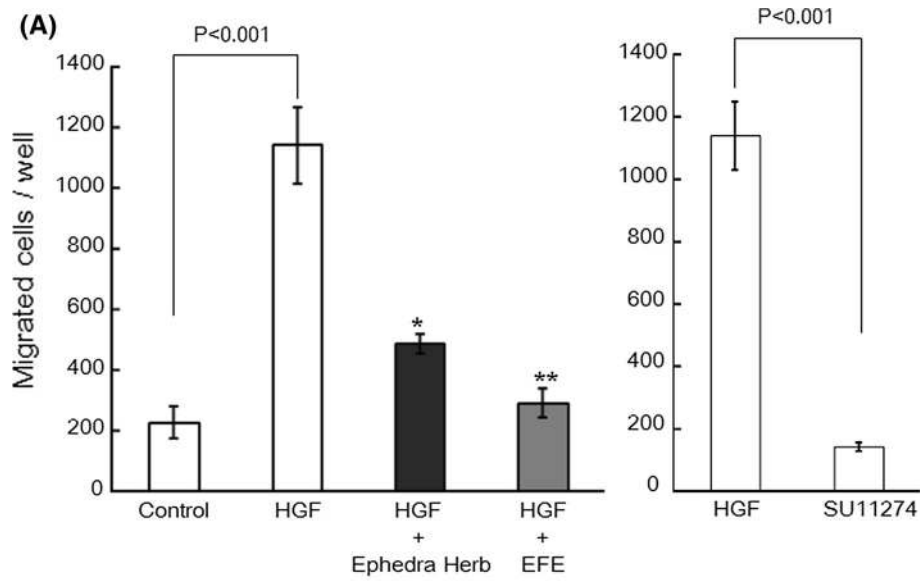 (A)
P<0.001
Migrated cells / well
1400
1200
1000
800
600
400
200
0
*
**
Control
HGF
HGF
+
Ephedra Herb
HGF
+
EFE
P<0.001
1400
1200
1000
800
600
400
200
0
HGF
SU11274